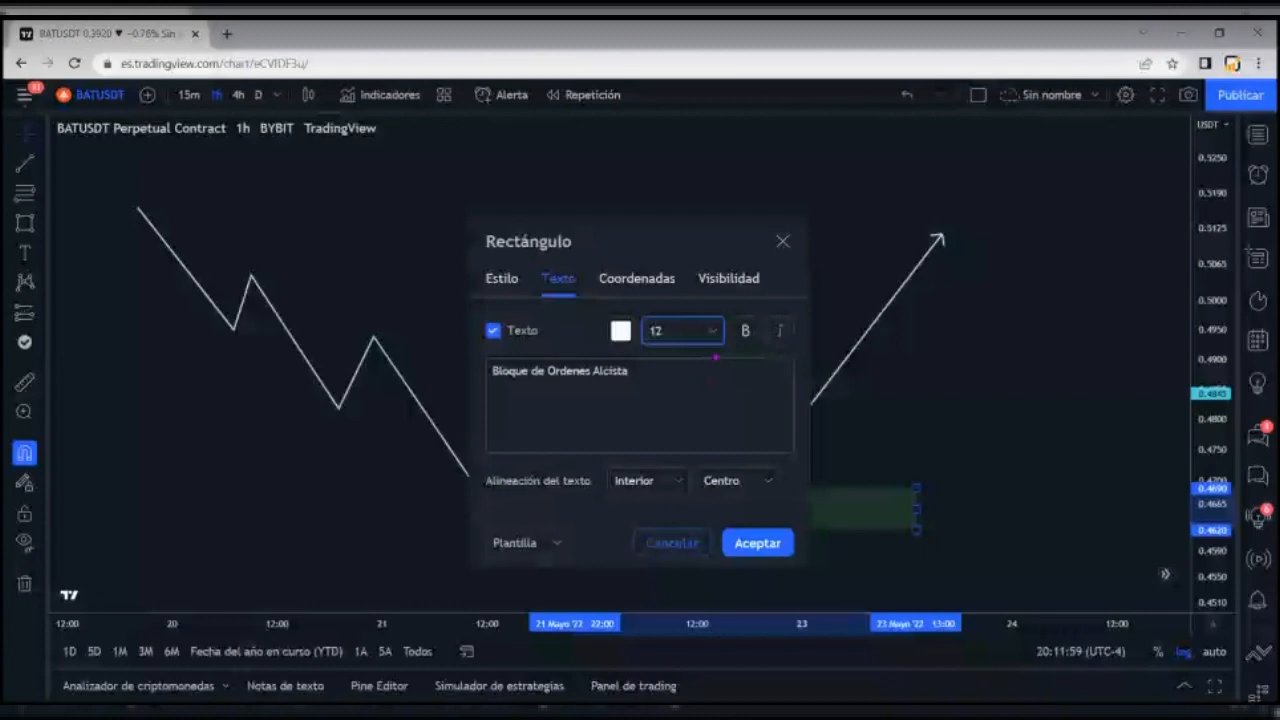 BATUSDT 0.3920 ▼ −0.76% Sin
es.tradingview.com/chart/eCVlDF3u/
11
BATUSDT 15m 1h 4h D Indicadores Alerta Repetición Sin nombre Publicar
BATUSDT Perpetual Contract 1h BYBIT TradingView
USDT
0.5250
0.5190
0.5125
0.5065
0.5000
0.4950
0.4900
0.4845
0.4800
0.4750
0.4700
0.4690
0.4665
0.4620
0.4590
0.4550
0.4510
Rectángulo
Estilo Texto Coordenadas Visibilidad
Texto 12 B I
Bloque de Ordenes Alcista
Alineación del texto Interior Centro
Plantilla Cancelar Aceptar
12:00 20 12:00 21 12:00 21 Mayo '22 22:00 12:00 23 23 Mayo '22 13:00 24 12:00
1D 5D 1M 3M 6M Fecha del año en curso (YTD) 1A 5A Todos 20:11:59 (UTC-4) % log auto
Analizador de criptomonedas Notas de texto Pine Editor Simulador de estrategias Panel de trading